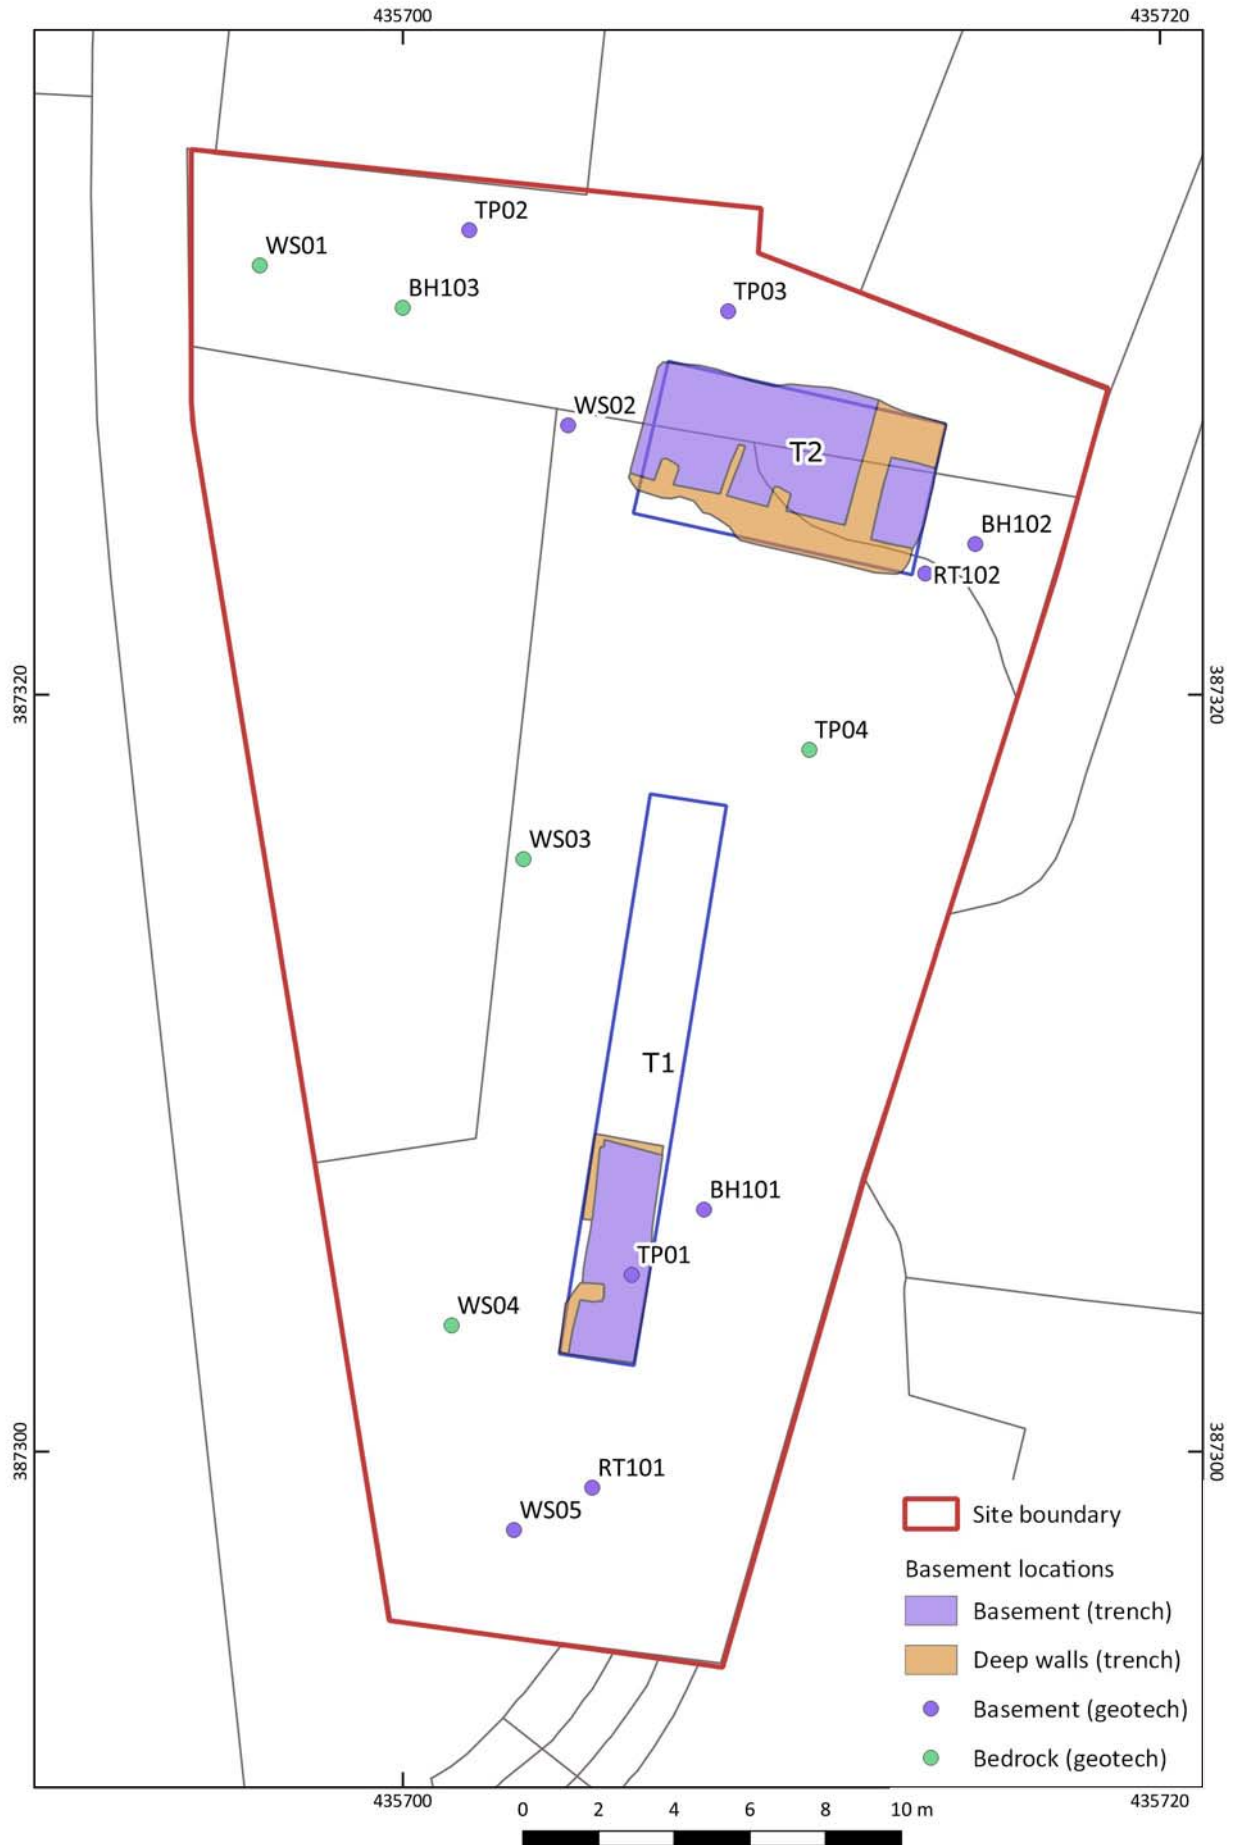 435700
435720
TP02
WS01
BH103
TP03
WS02
T2
BH102
RT102
387320
387320
TP04
WS03
T1
BH101
TP01
WS04
387300
387300
RT101
WS05
Site boundary
Basement locations
Basement (trench)
Deep walls (trench)
Basement (geotech)
Bedrock (geotech)
435700
435720
0 2 4 6 8 10 m